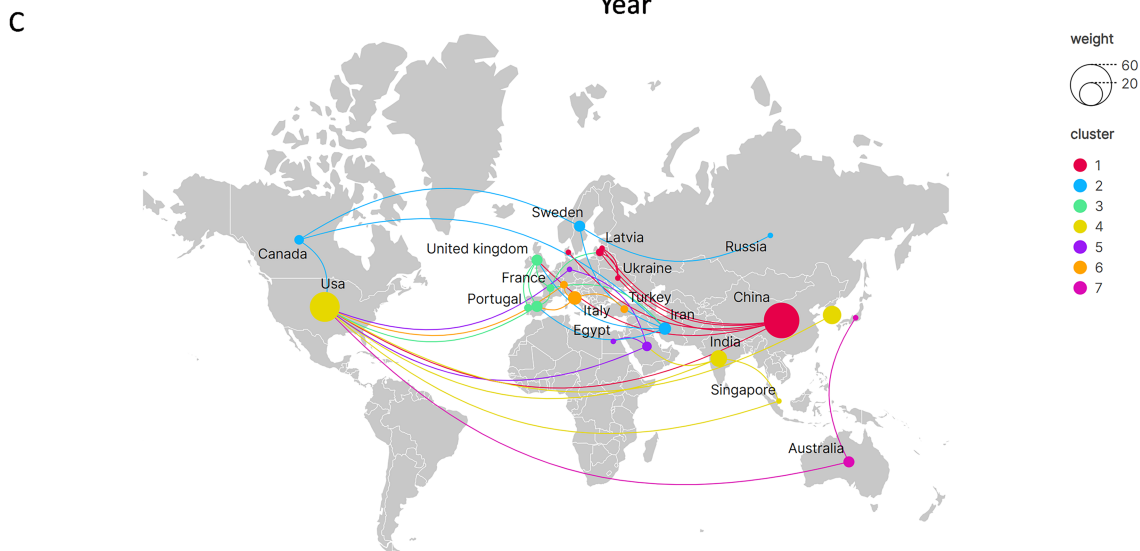 Year
C
weight
60
20
cluster
1
2
3
4
5
6
7
Sweden
Latvia
Canada
United kingdom
Russia
Ukraine
France
Usa
Portugal
Turkey
China
Italy
Iran
Egypt
India
Singapore
Australia